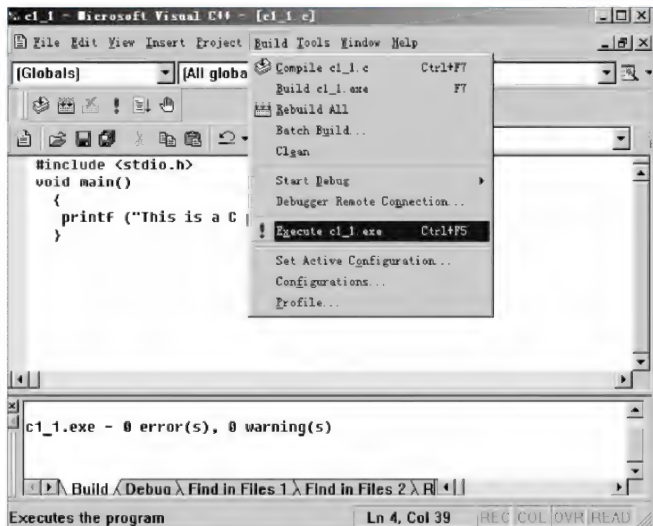 c1_1 - Microsoft Visual C++ - [c1_1.c]
File Edit View Insert Project Build Tools Window Help
(Globals) [All globa
Compile c1_1.c Ctrl+F7
Build c1_1.exe F7
Rebuild All
Batch Build...
Clean
Start Debug
Debugger Remote Connection...
Execute c1_1.exe Ctrl+F5
Set Active Configuration...
Configurations...
Profile...
#include <stdio.h>
void main()
{
printf ("This is a C
}
c1_1.exe - 0 error(s), 0 warning(s)
Build Debug Find in Files 1 Find in Files 2 R
Executes the program Ln 4, Col 39 REC COL OVR READ